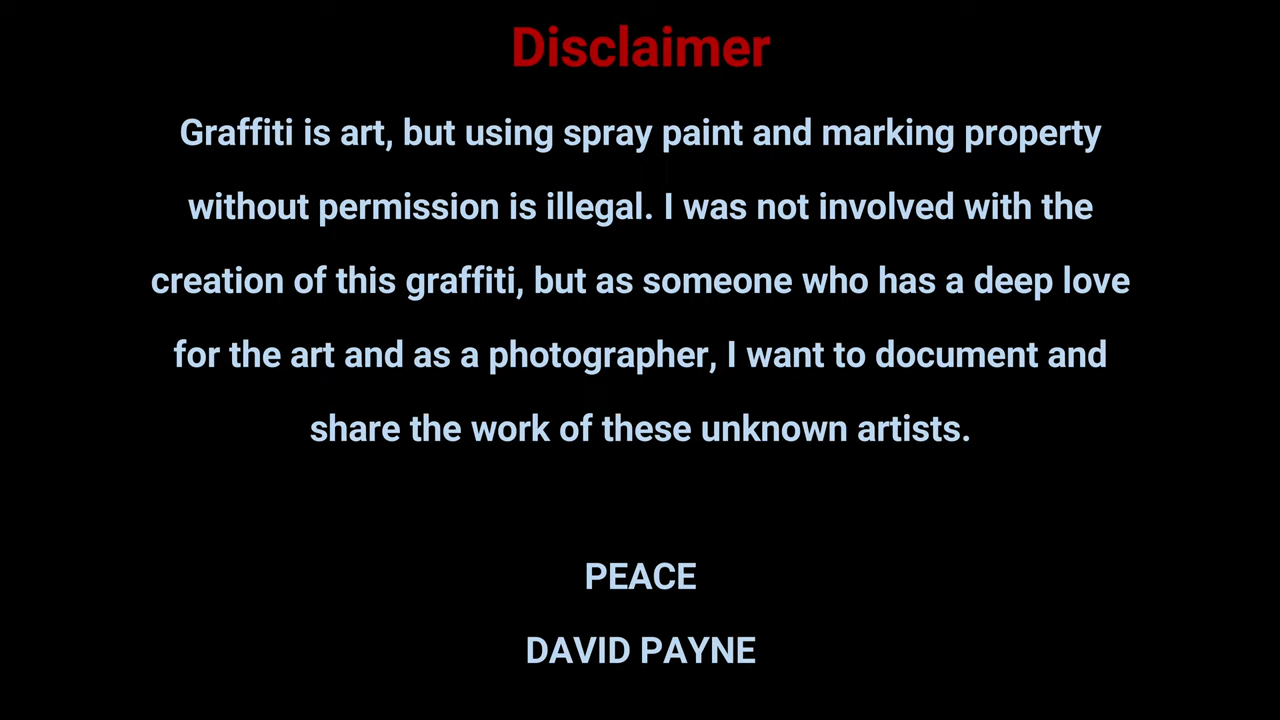 Disclaimer
Graffiti is art, but using spray paint and marking property
without permission is illegal. I was not involved with the
creation of this graffiti, but as someone who has a deep love
for the art and as a photographer, I want to document and
share the work of these unknown artists.
PEACE
DAVID PAYNE